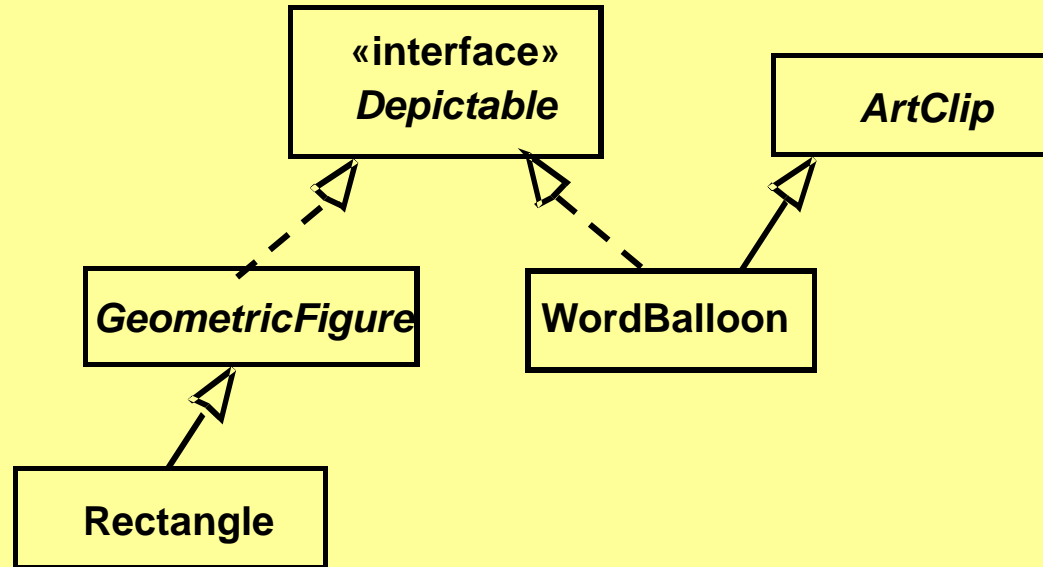 «interface»
Depictable
ArtClip
GeometricFigure
WordBalloon
Rectangle